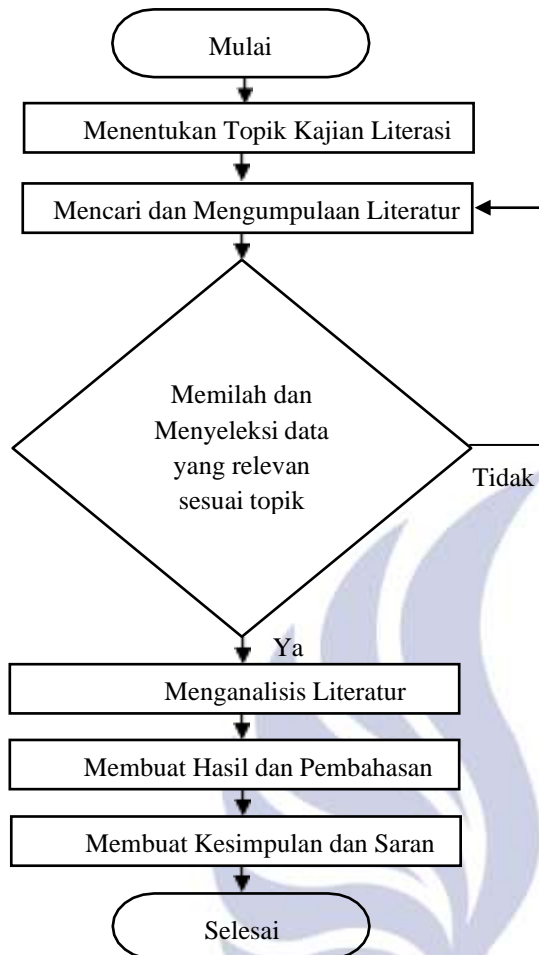 Mulai
Menentukan Topik Kajian Literasi
Mencari dan Mengumpulaan Literatur
Memilah dan
Menyeleksi data
yang relevan
sesuai topik
Tidak
Ya
Menganalisis Literatur
Membuat Hasil dan Pembahasan
Membuat Kesimpulan dan Saran
Selesai